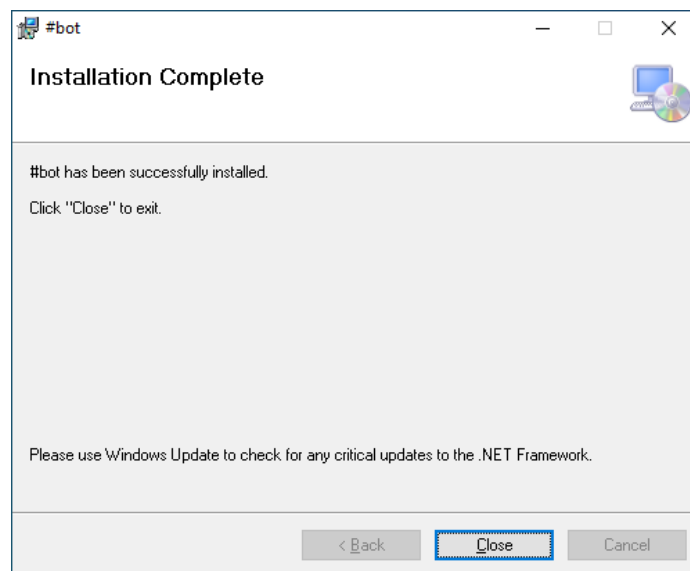 #bot
Installation Complete
#bot has been successfully installed.
Click "Close" to exit.
Please use Windows Update to check for any critical updates to the .NET Framework.
< Back
Close
Cancel